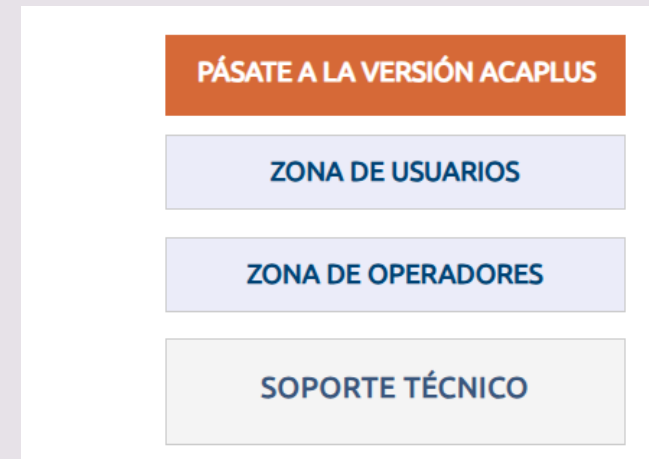 PÁSATE A LA VERSIÓN ACAPLUS
ZONA DE USUARIOS
ZONA DE OPERADORES
SOPORTE TÉCNICO